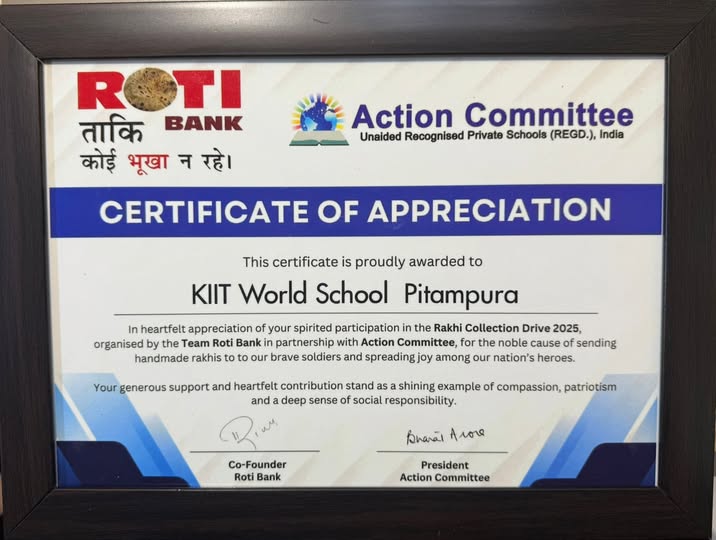 ROTI
BANK
ताकि
कोई भूखा न रहे।
Action Committee
Unaided Recognised Private Schools (REGD.), India
CERTIFICATE OF APPRECIATION
This certificate is proudly awarded to
KIIT World School Pitampura
In heartfelt appreciation of your spirited participation in the Rakhi Collection Drive 2025,
organised by the Team Roti Bank in partnership with Action Committee, for the noble cause of sending
handmade rakhis to to our brave soldiers and spreading joy among our nation's heroes.
Your generous support and heartfelt contribution stand as a shining example of compassion, patriotism
and a deep sense of social responsibility.
Bharat Arora
Co-Founder
Roti Bank
President
Action Committee